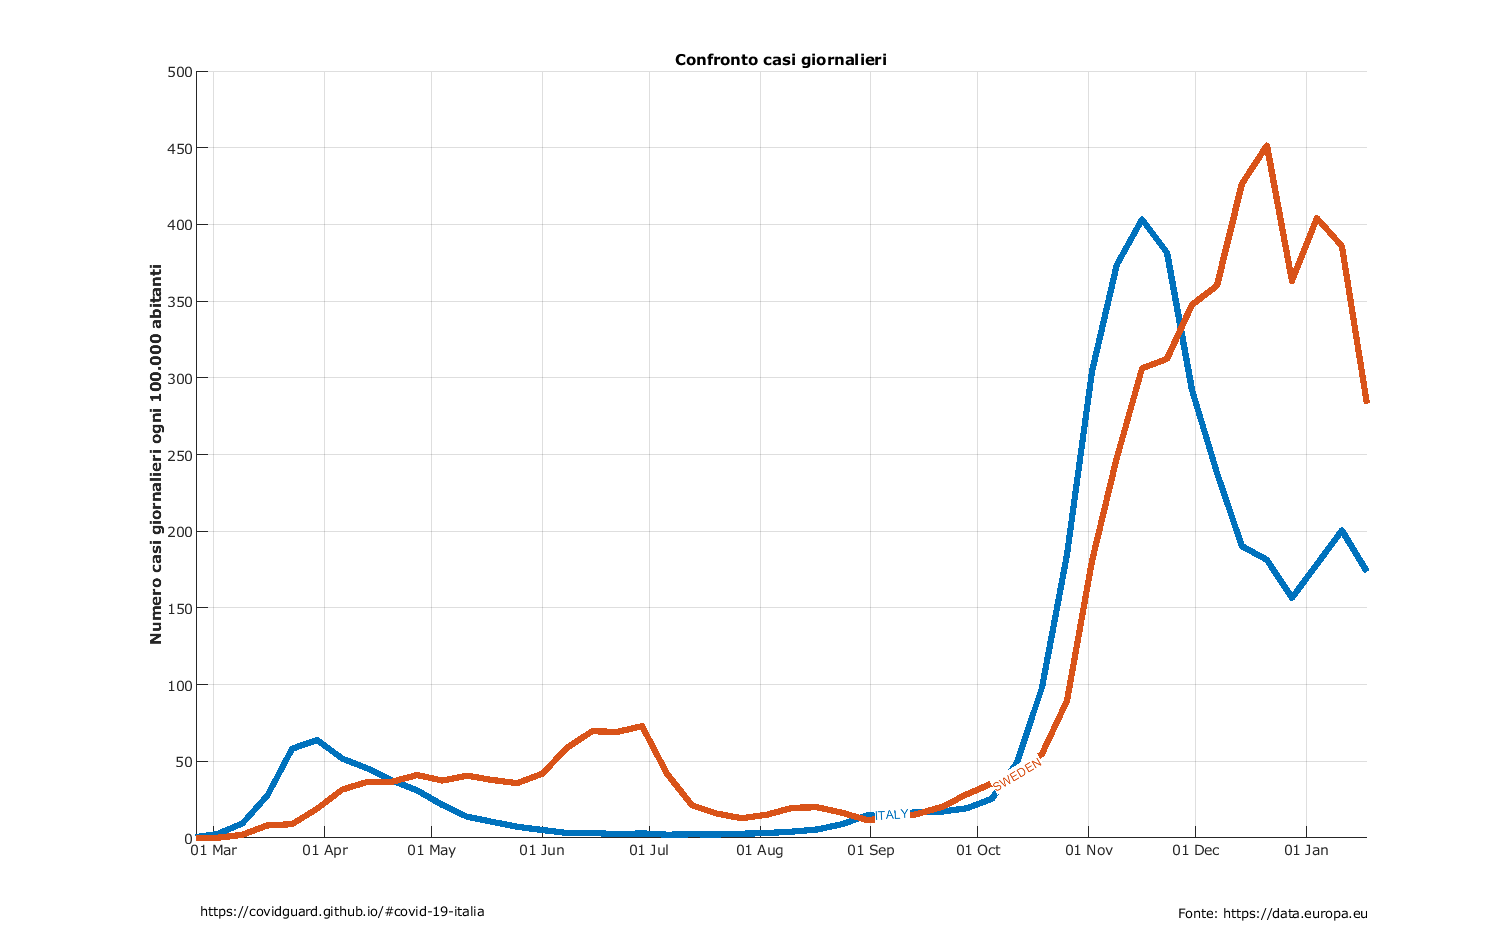 Confronto casi giornalieri
Numero casi giornalieri ogni 100.000 abitanti
500
450
400
350
300
250
200
150
100
50
0
ITALY
SWEDEN
01 Mar
01 Apr
01 May
01 Jun
01 Jul
01 Aug
01 Sep
01 Oct
01 Nov
01 Dec
01 Jan
https://covidguard.github.io/#covid-19-italia
Fonte: https://data.europa.eu